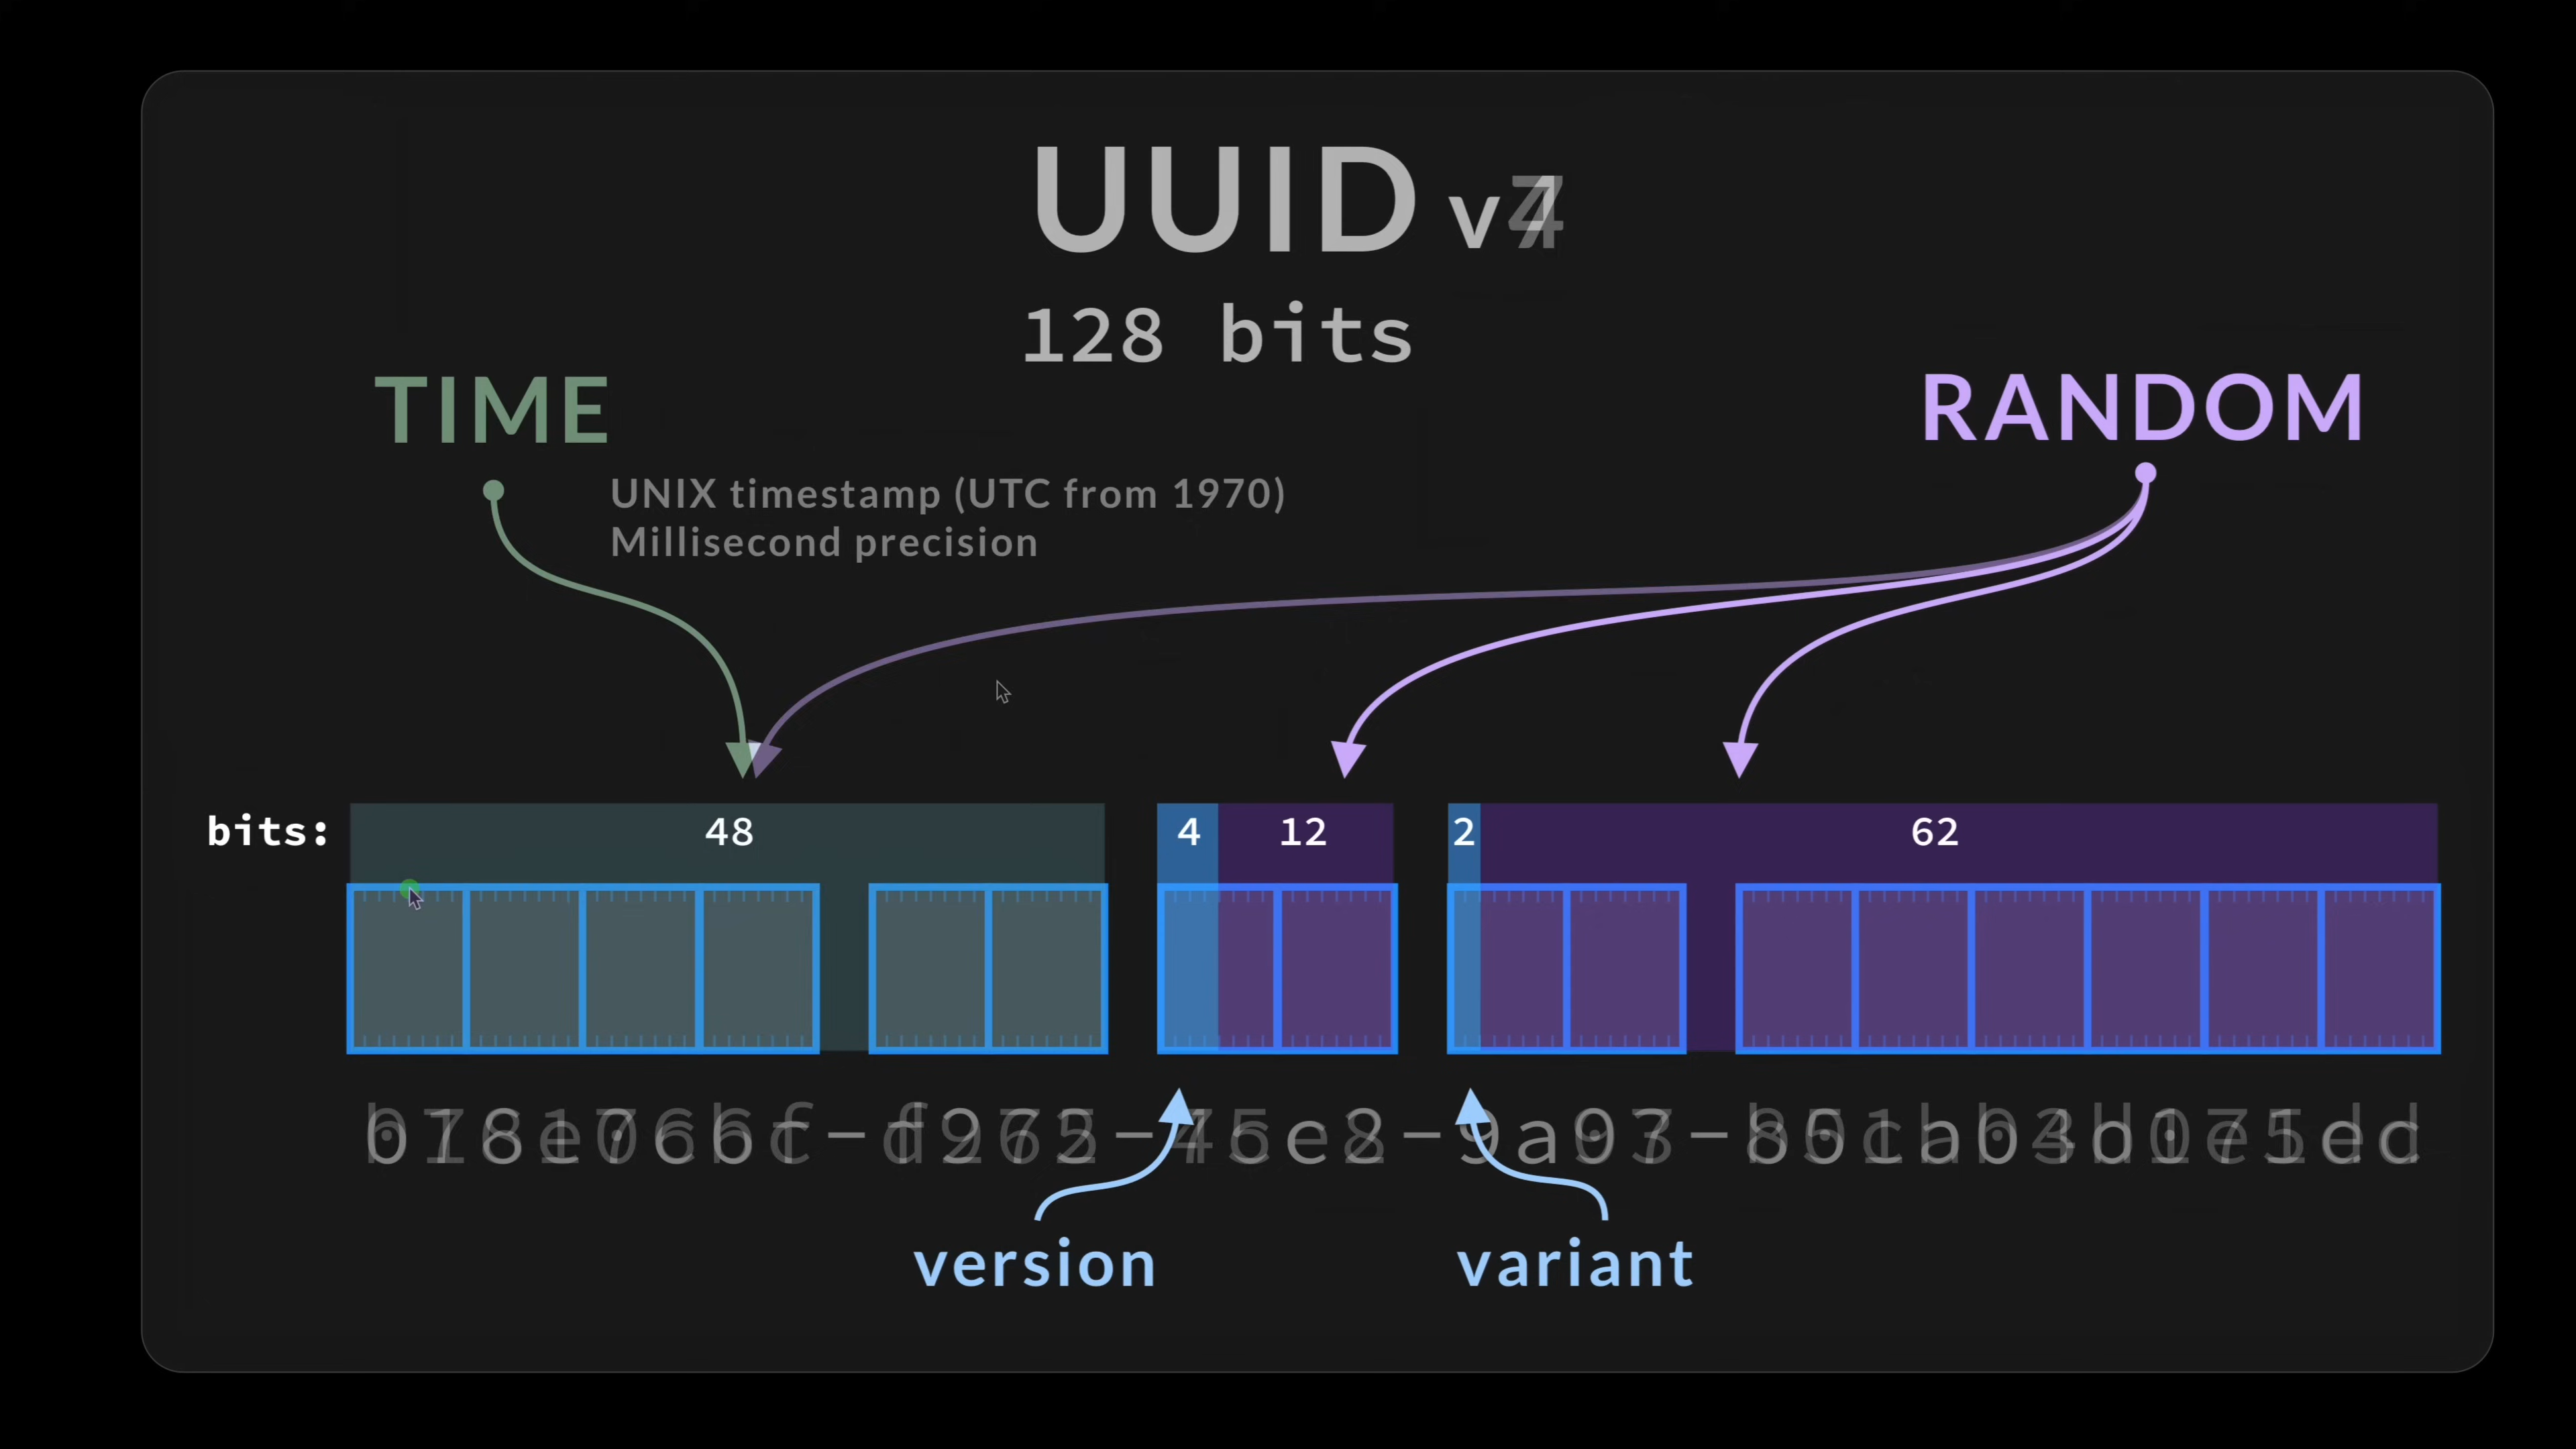 UUID
128 bits
TIME
RANDOM
UNIX timestamp (UTC from 1970)
Millisecond precision
bits: 48 4 12 2 62
version
variant